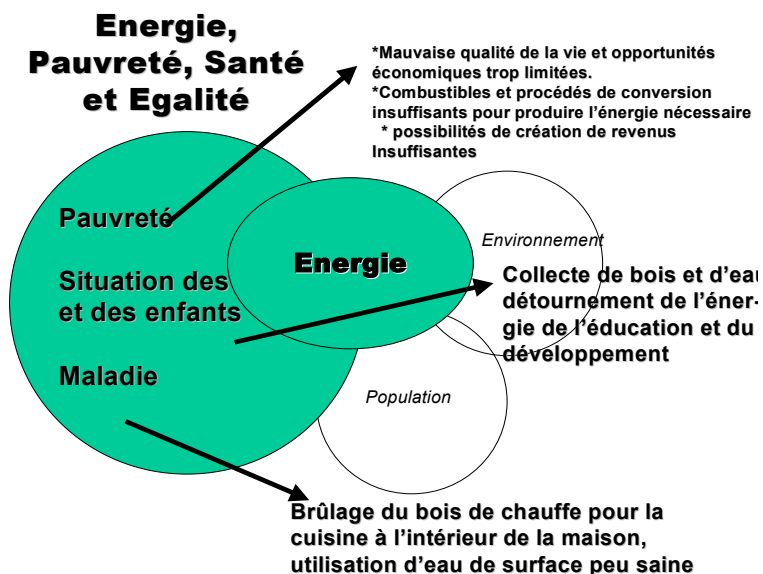 Energie,
Pauvreté, Santé
et Egalité
*Mauvaise qualité de la vie et opportunités
économiques trop limitées.
*Combustibles et procédés de conversion
insuffisants pour produire l’énergie nécessaire
* possibilités de création de revenus
Insuffisantes
Pauvreté
Situation des
et des enfants
Maladie
Energie
Environnement
Collecte de bois et d’eau
détournement de l’éner-
gie de l’éducation et du
développement
Population
Brûlage du bois de chauffe pour la
cuisine à l’intérieur de la maison,
utilisation d’eau de surface peu saine